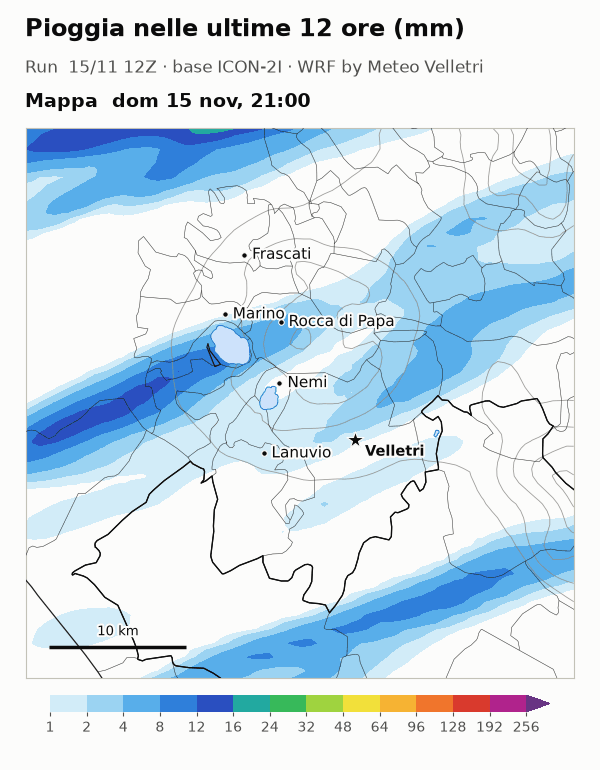 Pioggia nelle ultime 12 ore (mm)
Run 15/11 12Z · base ICON-2I · WRF by Meteo Velletri
Mappa dom 15 nov, 21:00
Frascati
Marino
Rocca di Papa
Nemi
Velletri
Lanuvio
10 km
1 2 4 8 12 16 24 32 48 64 96 128 192 256